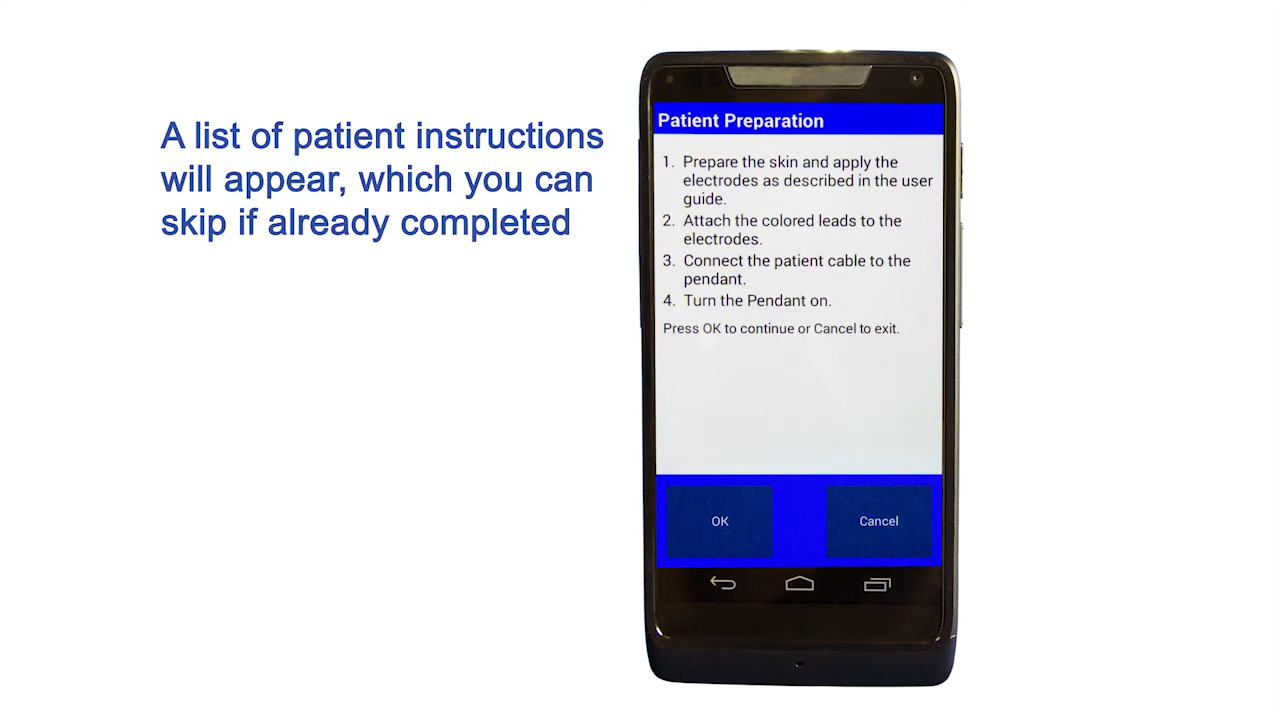 A list of patient instructions
will appear, which you can
skip if already completed
Patient Preparation
1. Prepare the skin and apply the
electrodes as described in the user
guide.
2. Attach the colored leads to the
electrodes.
3. Connect the patient cable to the
pendant.
4. Turn the Pendant on.
Press OK to continue or Cancel to exit.
OK
Cancel